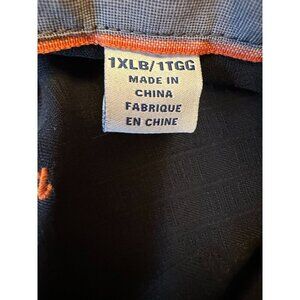 1XLB/1TGG
MADE IN
CHINA
FABRIQUE
EN CHINE